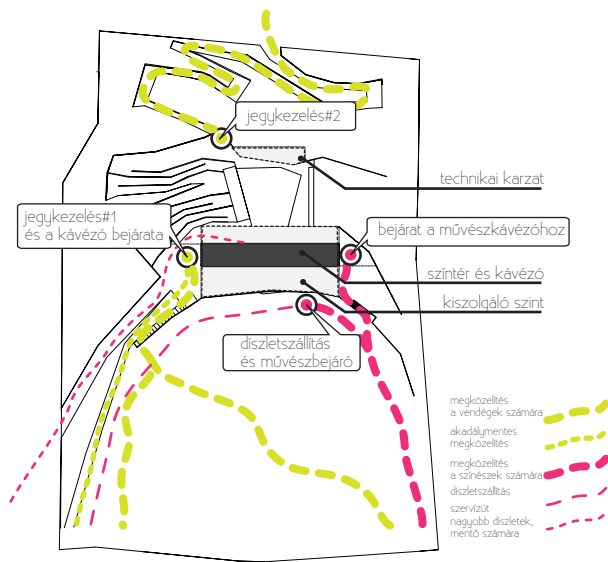 jegykezelés#2
technikai karzat
jegykezelés#1
és a kávézó bejárata
bejárat a művészkávézóhoz
színtér és kávézó
kiszolgáló szint
díszletszállítás
és művészbejáró
megközelítés
a vendégek számára
akadálymentes
megközelítés
megközelítés
a színészek számára
díszletszállítás
szervízút
nagyobb díszletek,
mentő számára